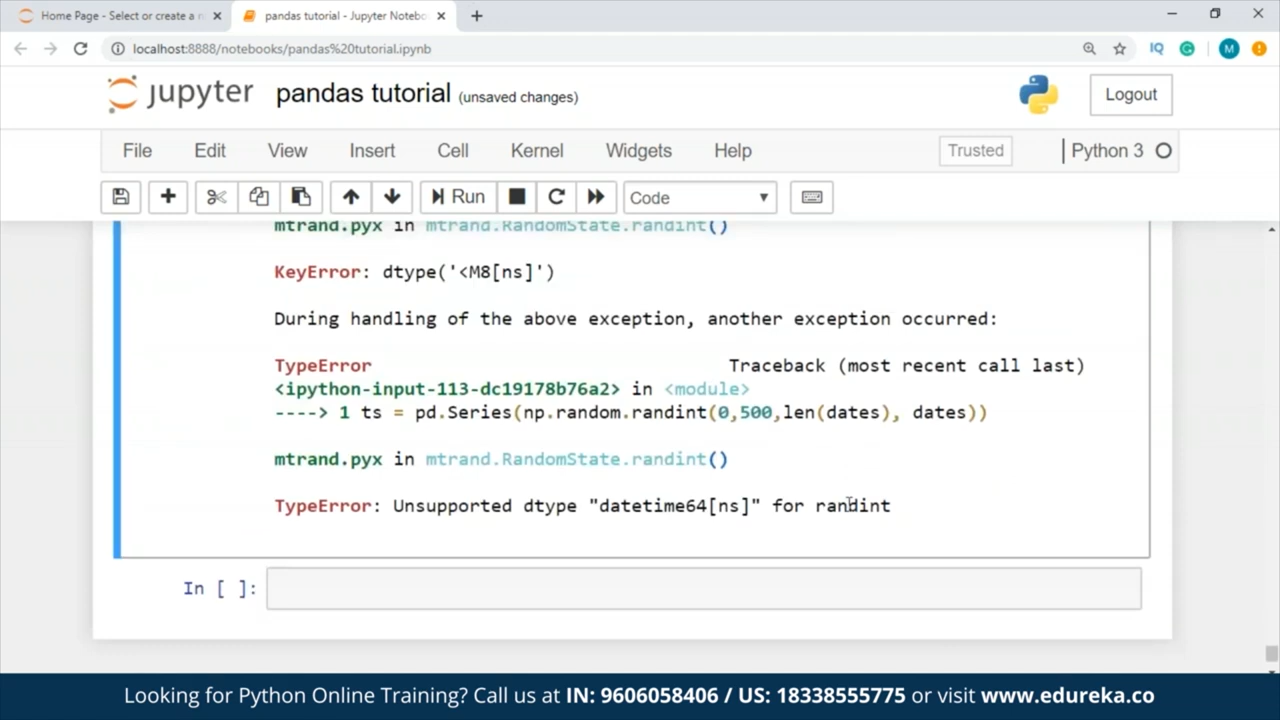 Home Page - Select or create a n
pandas tutorial - Jupyter Notebo
localhost:8888/notebooks/pandas%20tutorial.ipynb
IQ
G
M
jupyter pandas tutorial (unsaved changes)
Logout
File Edit View Insert Cell Kernel Widgets Help
Trusted
Python 3
Run
Code
mtrand.pyx in mtrand.RandomState.randint()
KeyError: dtype('<M8[ns]')
During handling of the above exception, another exception occurred:
TypeError Traceback (most recent call last)
<ipython-input-113-dc19178b76a2> in <module>
----> 1 ts = pd.Series(np.random.randint(0,500,len(dates), dates))
mtrand.pyx in mtrand.RandomState.randint()
TypeError: Unsupported dtype "datetime64[ns]" for randint
In [ ]:
Looking for Python Online Training? Call us at IN: 9606058406 / US: 18338555775 or visit www.edureka.co